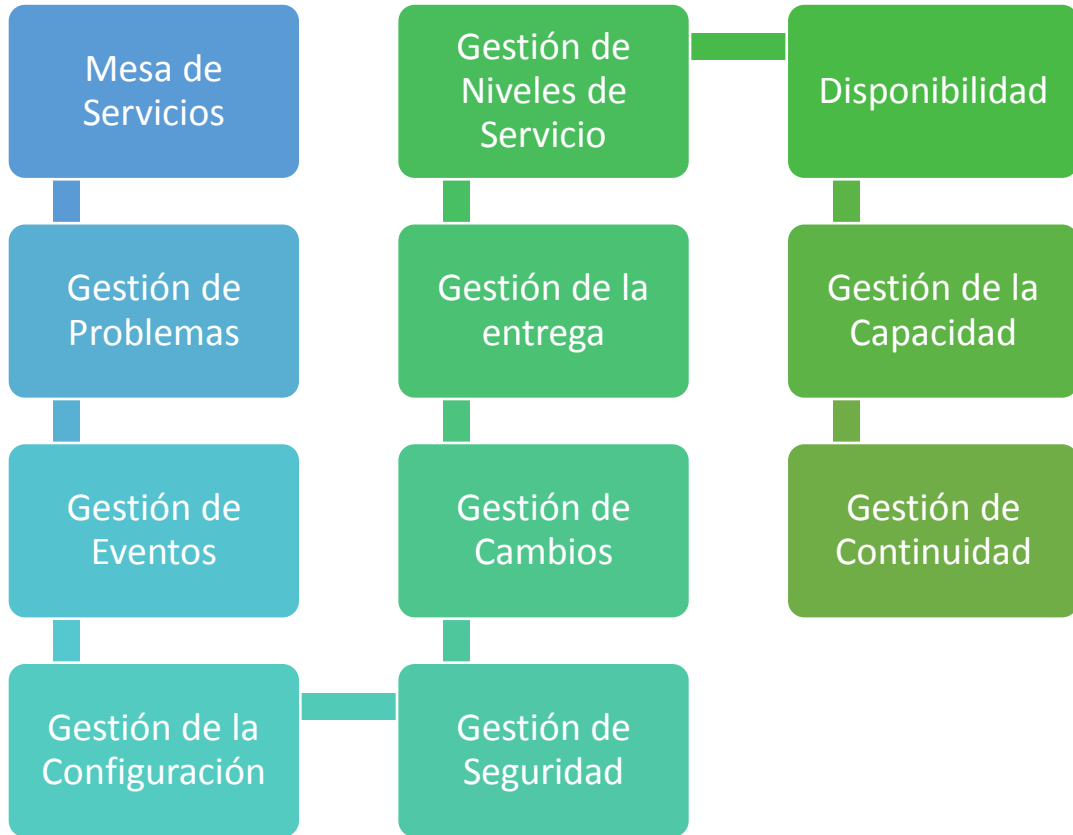 Mesa de
Servicios
Gestión de
Problemas
Gestión de
Eventos
Gestión de la
Configuración
Gestión de
Seguridad
Gestión de
Cambios
Gestión de la
entrega
Gestión de
Niveles de
Servicio
Disponibilidad
Gestión de la
Capacidad
Gestión de
Continuidad